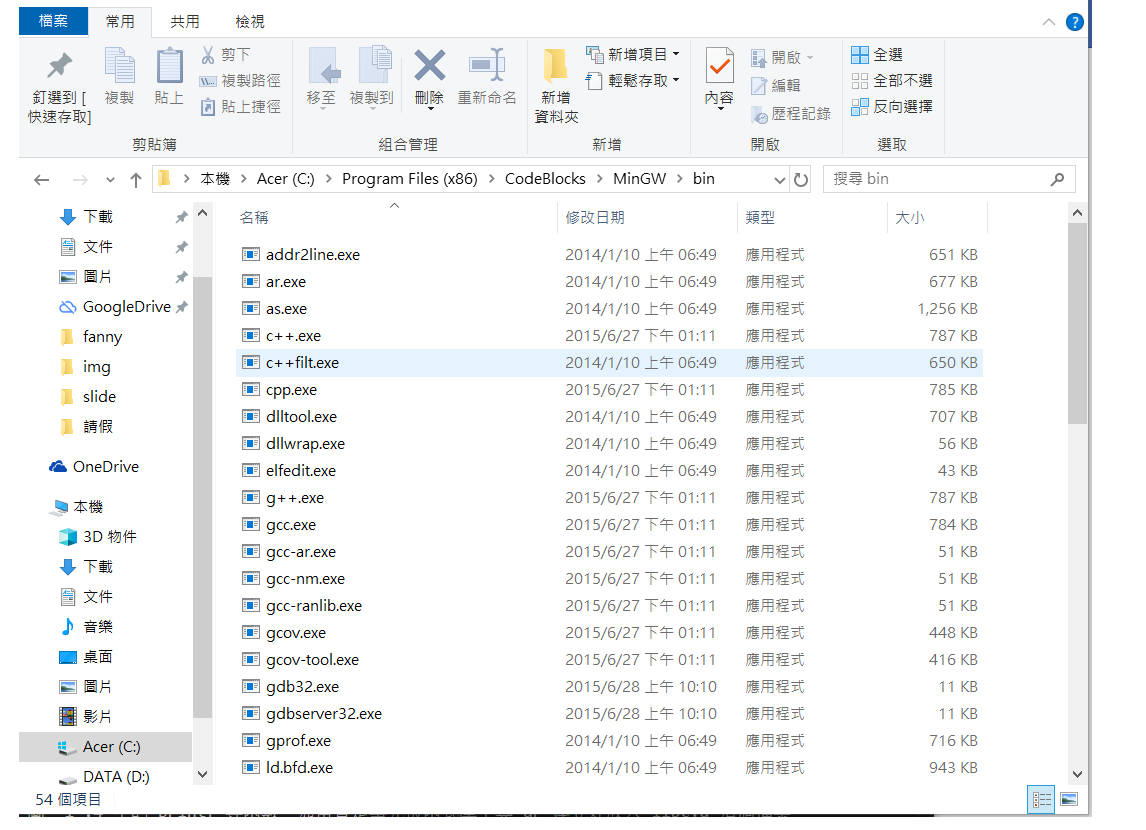 檔案 常用 共用 檢視
釘選到 [快速存取]
複製
貼上
剪下
複製路徑
貼上捷徑
剪貼簿
移至
複製到
刪除
重新命名
組合管理
新增資料夾
新增項目
輕鬆存取
新增
內容
開啟
編輯
歷程記錄
開啟
全選
全部不選
反向選擇
選取
本機 > Acer (C:) > Program Files (x86) > CodeBlocks > MinGW > bin
搜尋 bin
下載
文件
圖片
GoogleDrive
fanny
img
slide
請假
OneDrive
本機
3D 物件
下載
文件
音樂
桌面
圖片
影片
Acer (C:)
DATA (D:)
名稱 修改日期 類型 大小
addr2line.exe 2014/1/10 上午 06:49 應用程式 651 KB
ar.exe 2014/1/10 上午 06:49 應用程式 677 KB
as.exe 2014/1/10 上午 06:49 應用程式 1,256 KB
c++.exe 2015/6/27 下午 01:11 應用程式 787 KB
c++filt.exe 2014/1/10 上午 06:49 應用程式 650 KB
cpp.exe 2015/6/27 下午 01:11 應用程式 785 KB
dlltool.exe 2014/1/10 上午 06:49 應用程式 707 KB
dllwrap.exe 2014/1/10 上午 06:49 應用程式 56 KB
elfedit.exe 2014/1/10 上午 06:49 應用程式 43 KB
g++.exe 2015/6/27 下午 01:11 應用程式 787 KB
gcc.exe 2015/6/27 下午 01:11 應用程式 784 KB
gcc-ar.exe 2015/6/27 下午 01:11 應用程式 51 KB
gcc-nm.exe 2015/6/27 下午 01:11 應用程式 51 KB
gcc-ranlib.exe 2015/6/27 下午 01:11 應用程式 51 KB
gcov.exe 2015/6/27 下午 01:11 應用程式 448 KB
gcov-tool.exe 2015/6/27 下午 01:11 應用程式 416 KB
gdb32.exe 2015/6/28 上午 10:10 應用程式 11 KB
gdbserver32.exe 2015/6/28 上午 10:10 應用程式 11 KB
gprof.exe 2014/1/10 上午 06:49 應用程式 716 KB
ld.bfd.exe 2014/1/10 上午 06:49 應用程式 943 KB
54 個項目